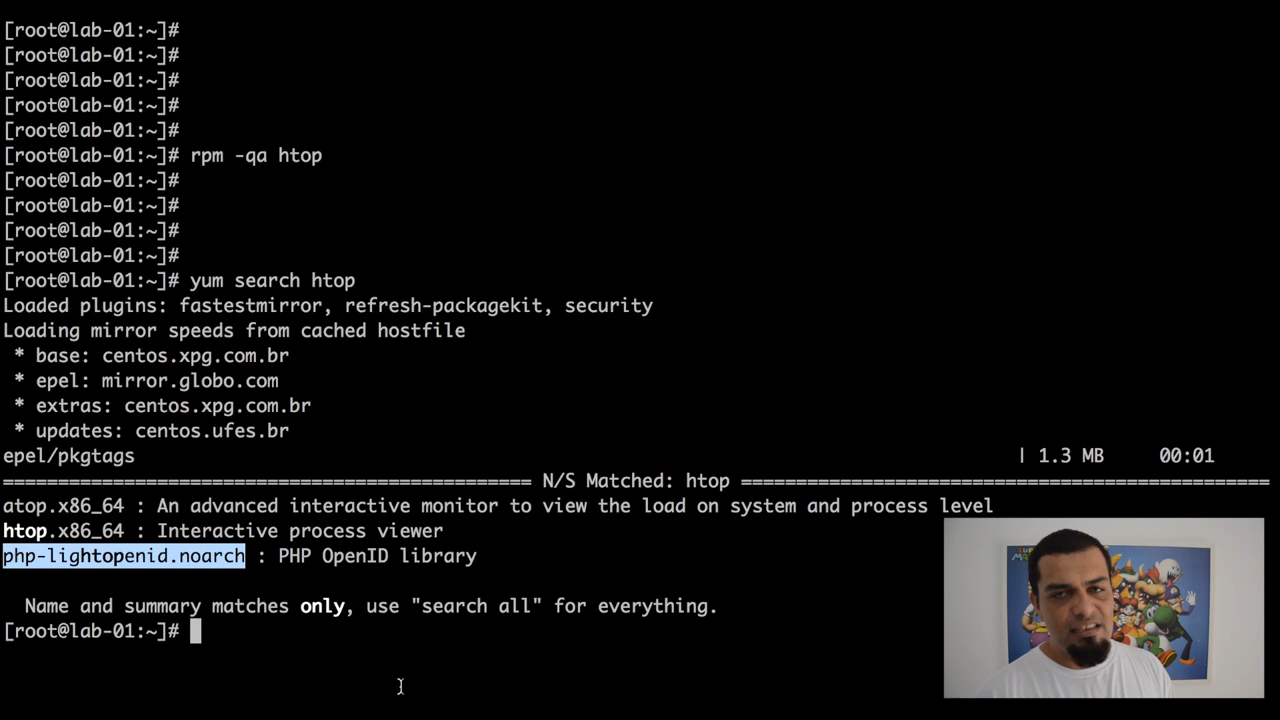 [root@lab-01:~]#
[root@lab-01:~]#
[root@lab-01:~]#
[root@lab-01:~]#
[root@lab-01:~]#
[root@lab-01:~]# rpm -qa htop
[root@lab-01:~]#
[root@lab-01:~]#
[root@lab-01:~]#
[root@lab-01:~]#
[root@lab-01:~]# yum search htop
Loaded plugins: fastestmirror, refresh-packagekit, security
Loading mirror speeds from cached hostfile
* base: centos.xpg.com.br
* epel: mirror.globo.com
* extras: centos.xpg.com.br
* updates: centos.ufes.br
epel/pkgtags | 1.3 MB 00:01
================================================ N/S Matched: htop ================================================
atop.x86_64 : An advanced interactive monitor to view the load on system and process level
htop.x86_64 : Interactive process viewer
php-lightopenid.noarch : PHP OpenID library
Name and summary matches only, use "search all" for everything.
[root@lab-01:~]#